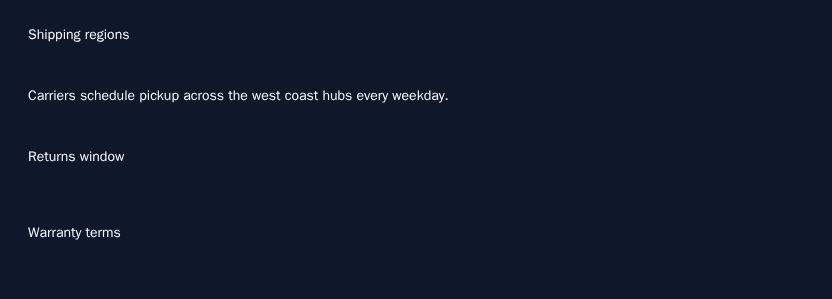 Shipping regions
Carriers schedule pickup across the west coast hubs every weekday.
Returns window
Warranty terms